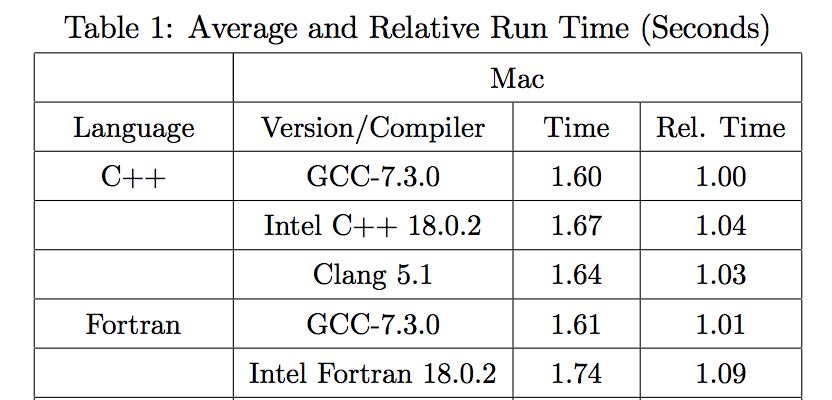 Table 1: Average and Relative Run Time (Seconds)
Mac
Language Version/Compiler Time Rel. Time
C++ GCC-7.3.0 1.60 1.00
Intel C++ 18.0.2 1.67 1.04
Clang 5.1 1.64 1.03
Fortran GCC-7.3.0 1.61 1.01
Intel Fortran 18.0.2 1.74 1.09